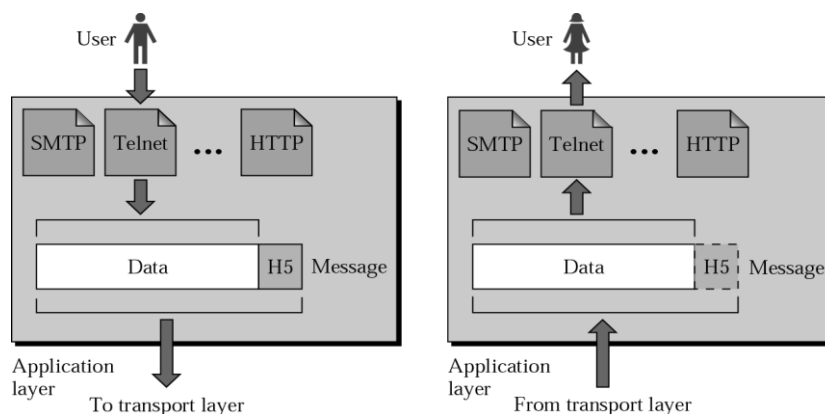 User
SMTP Telnet ... HTTP
Data H5 Message
Application
layer
To transport layer
User
SMTP Telnet ... HTTP
Data H5 Message
Application
layer
From transport layer